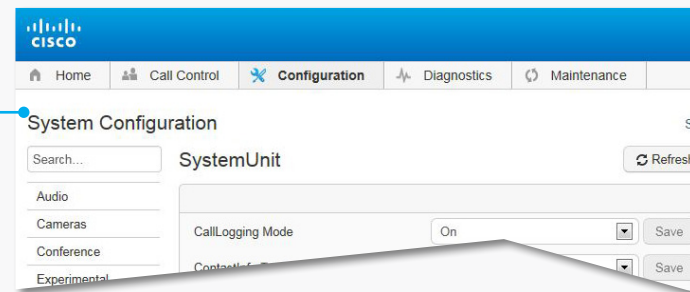 CISCO
Home Call Control Configuration Diagnostics Maintenance
System Configuration
Search... SystemUnit Refresh
Audio
Cameras CallLogging Mode On Save
Conference
Experimental Save